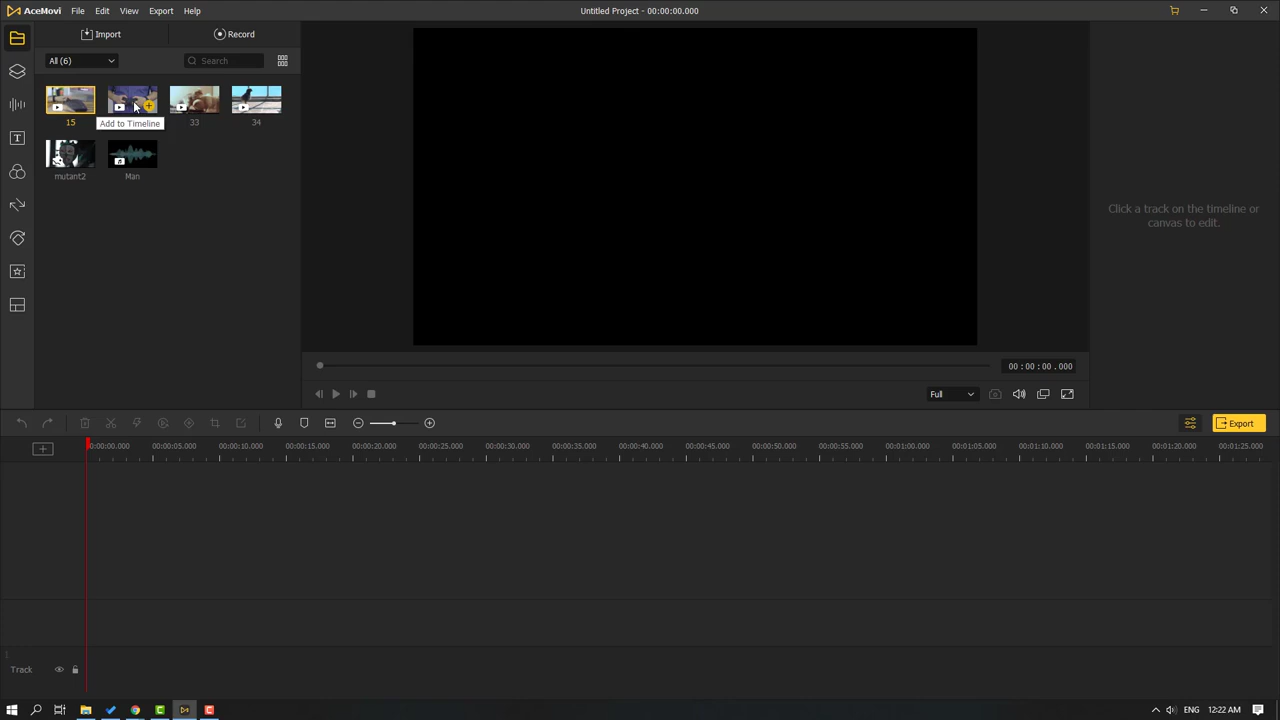 AceMovi File Edit View Export Help Untitled Project - 00:00:00.000
Import Record
All (6) Search
Add to Timeline
15 33 34
mutant2 Man
Click a track on the timeline or
canvas to edit.
00:00:00.000
Full
Export
0:00:00.000 00:00:05.000 00:00:10.000 00:00:15.000 00:00:20.000 00:00:25.000 00:00:30.000 00:00:35.000 00:00:40.000 00:00:45.000 00:00:50.000 00:00:55.000 00:01:00.000 00:01:05.000 00:01:10.000 00:01:15.000 00:01:20.000 00:01:25.000
Track
ENG 12:22 AM